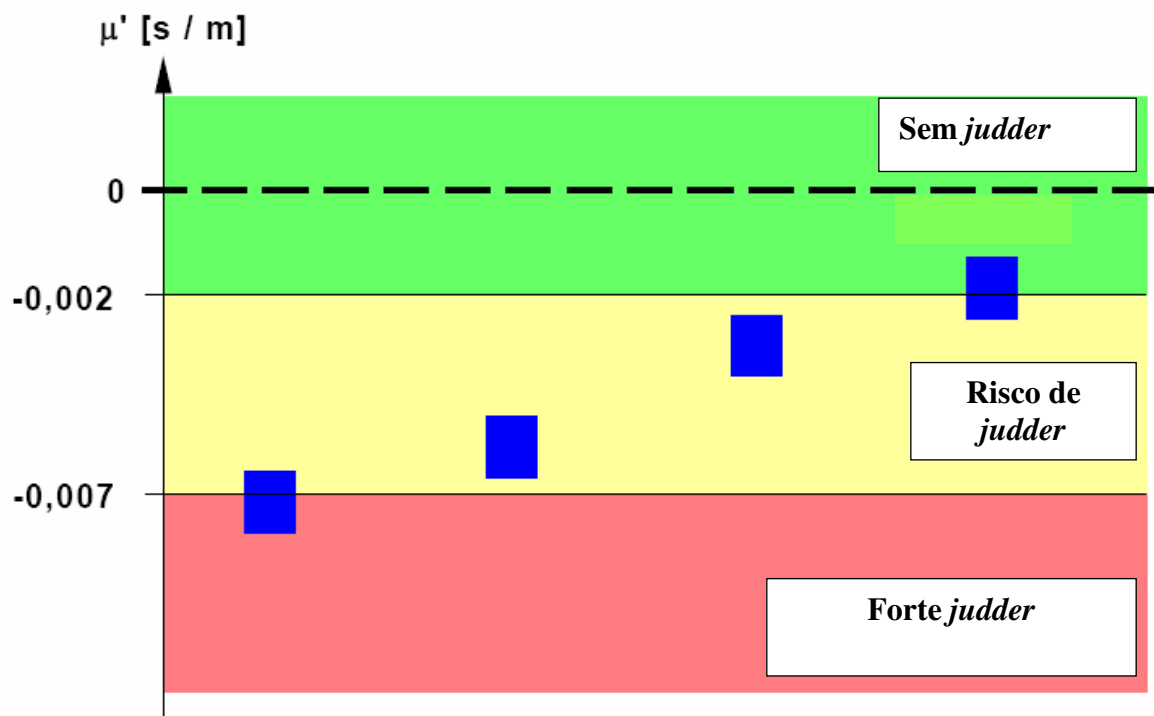 μ' [s / m]
Sem judder
0
-0,002
Risco de
judder
-0,007
Forte judder